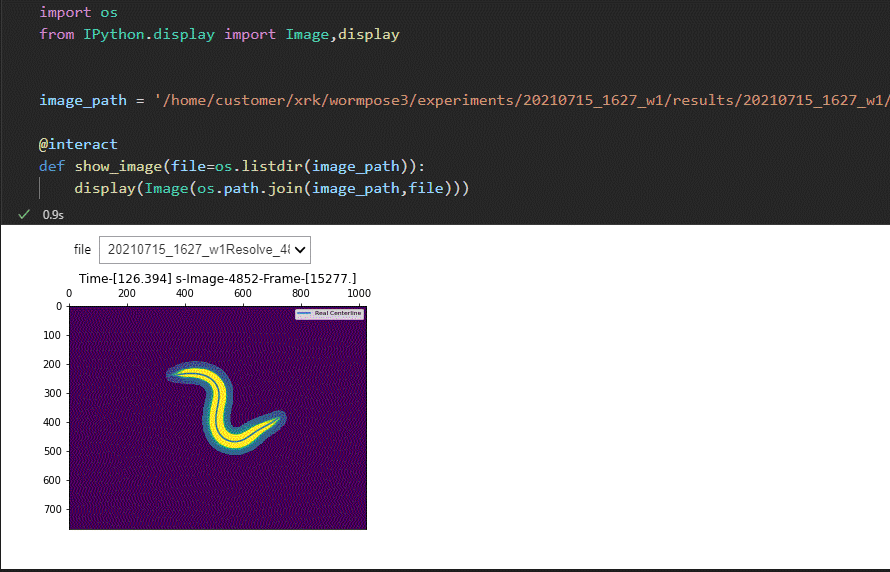 import os
from IPython.display import Image,display
image_path = '/home/customer/xrk/wormpose3/experiments/20210715_1627_w1/results/20210715_1627_w1/
@interact
def show_image(file=os.listdir(image_path)):
display(Image(os.path.join(image_path,file)))
0.9s
file 20210715_1627_w1Resolve_48
Time-[126.394] s-Image-4852-Frame-[15277.]
0 200 400 600 800 1000
Real Centerline
0
100
200
300
400
500
600
700